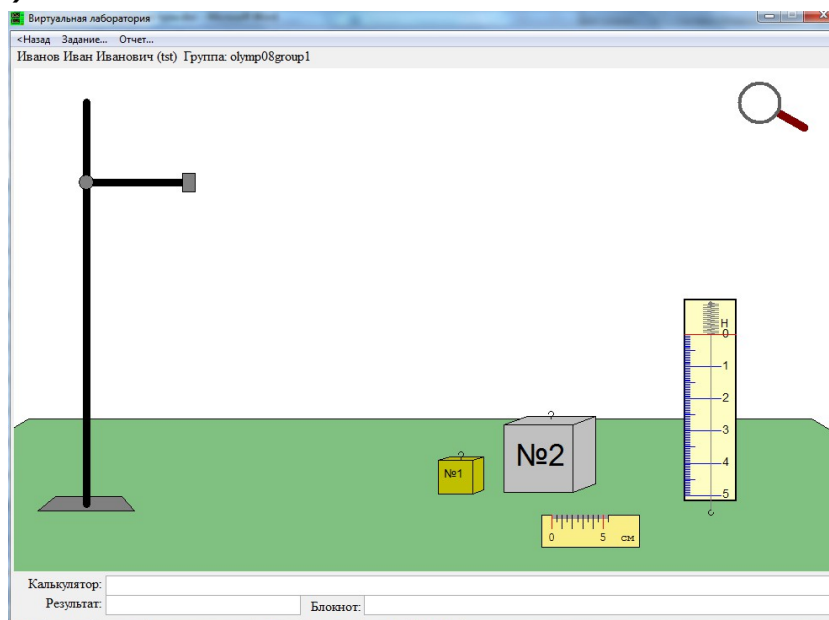 Виртуальная лаборатория
<Назад Задание... Отчет...
Иванов Иван Иванович (tst) Группа: olymp08group1
Н
0
1
2
3
4
5
№1
№2
0 5 см
Калькулятор:
Результат: Блокнот: